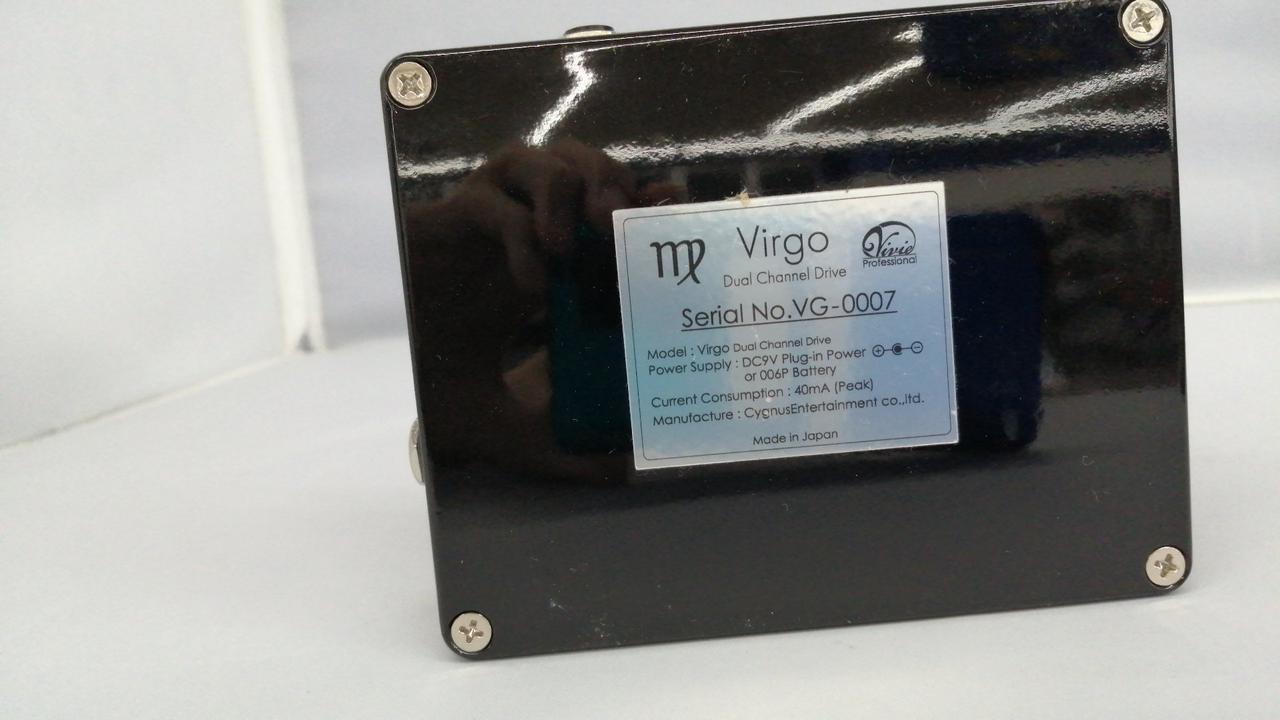 Virgo
Vivie
Professional
Dual Channel Drive
Serial No.VG-0007
Model : Virgo Dual Channel Drive
Power Supply : DC9V Plug-in Power
or 006P Battery
Current Consumption : 40mA (Peak)
Manufacture : CygnusEntertainment co.,ltd.
Made in Japan